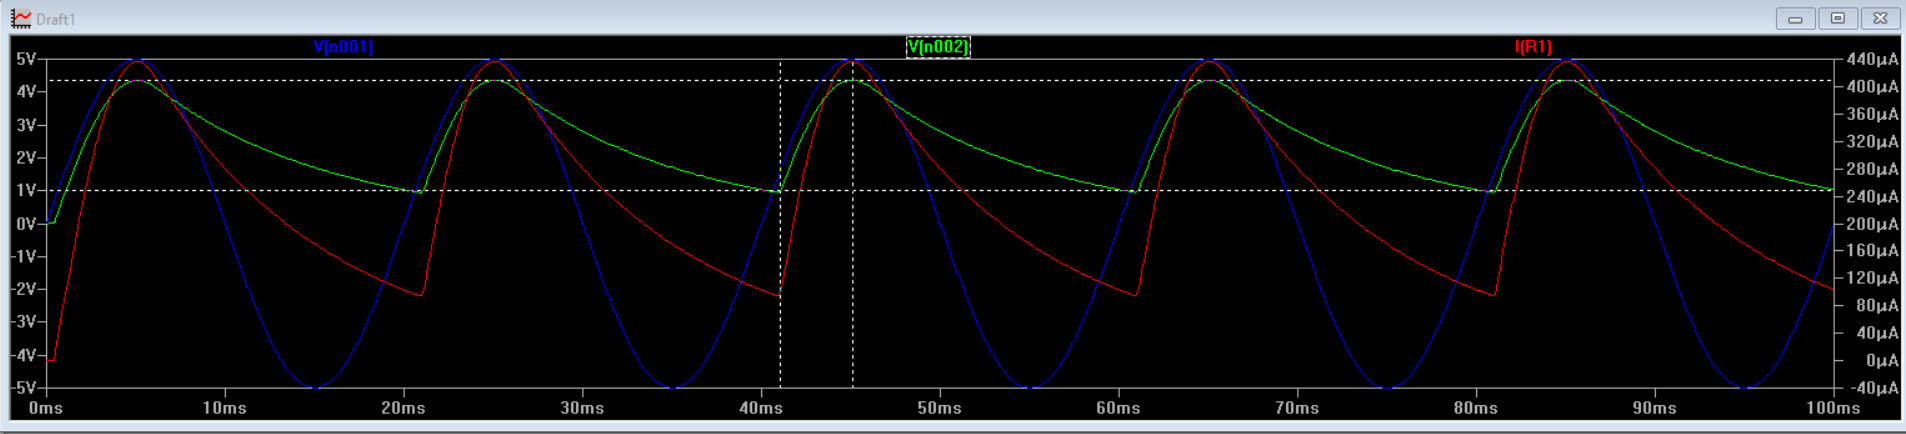 Draft1
V(n001) V(n002) I(R1)
5V 440µA
4V 400µA
3V 360µA
2V 320µA
1V 280µA
0V 240µA
-1V 200µA
-2V 160µA
-3V 120µA
-4V 80µA
-5V 40µA
0µA
-40µA
0ms 10ms 20ms 30ms 40ms 50ms 60ms 70ms 80ms 90ms 100ms